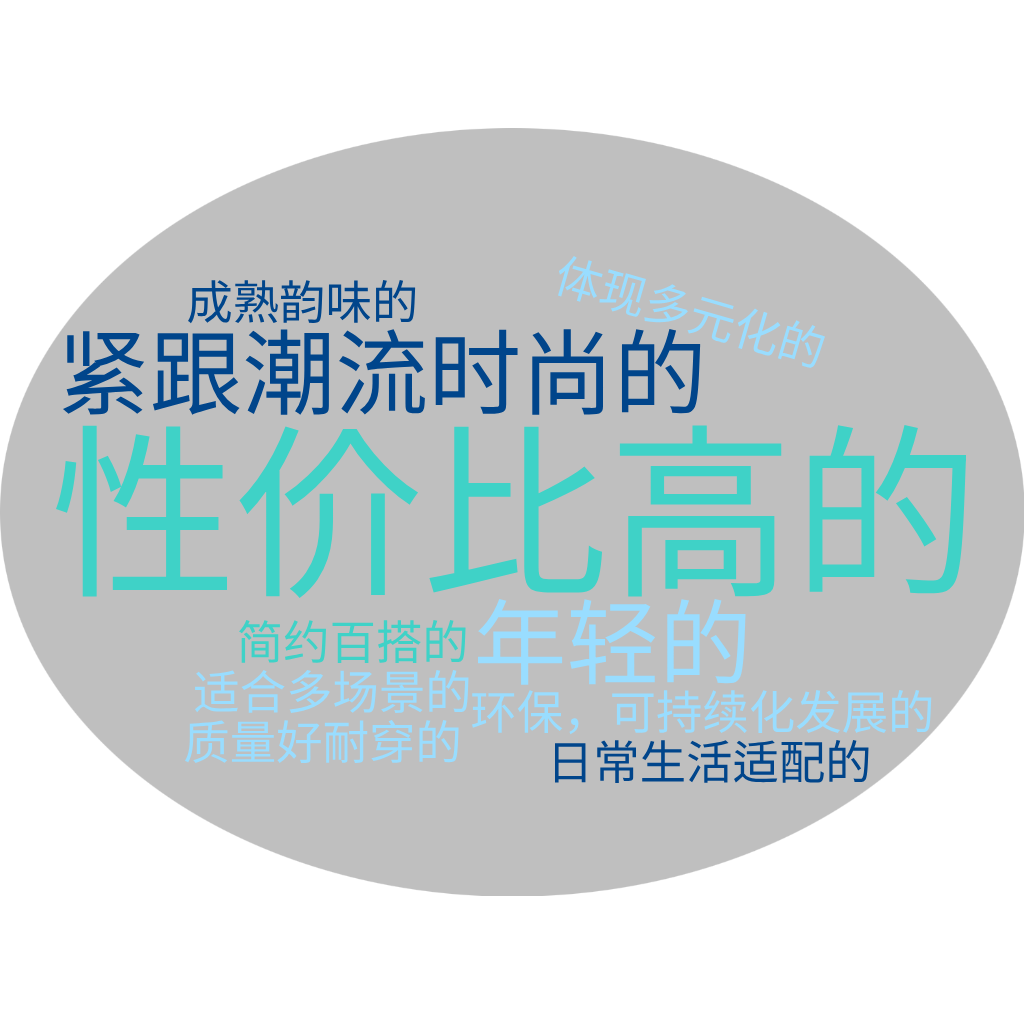 体现多元化的
成熟韵味的
紧跟潮流时尚的
性价比高的
年轻的
简约百搭的
适合多场景的
环保，可持续化发展的
质量好耐穿的
日常生活适配的